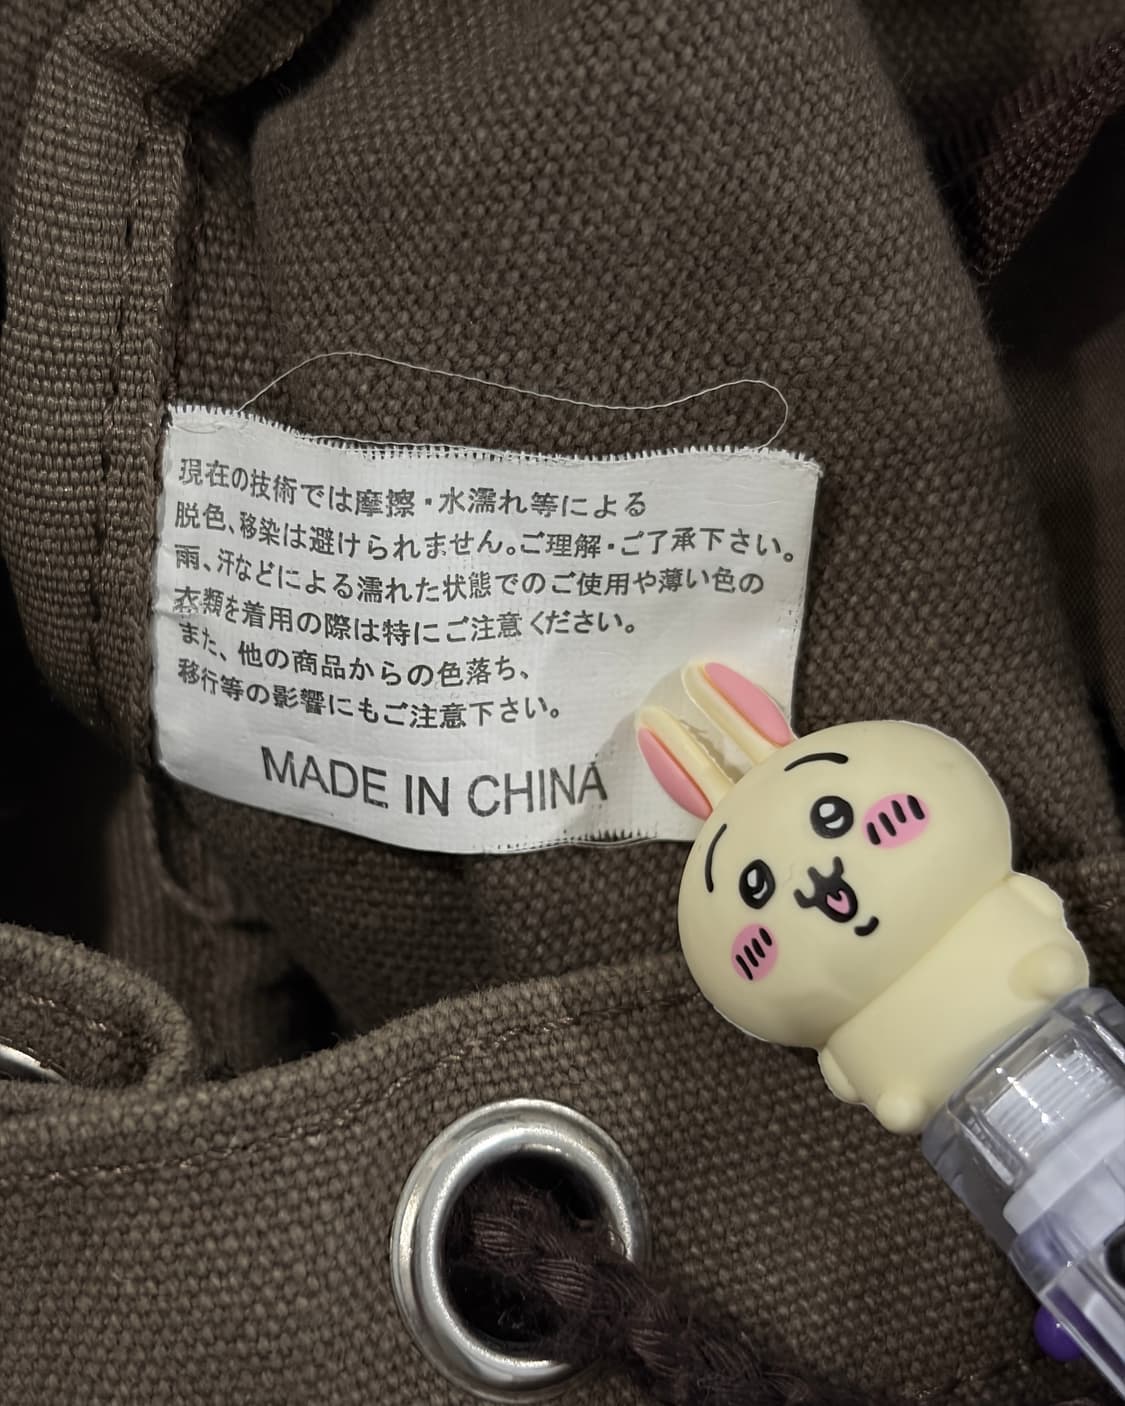 現在の技術では摩擦・水濡れ等による
脱色、移染は避けられません。ご理解・ご了承下さい。
雨、汗などによる濡れた状態でのご使用や薄い色の
衣類を着用の際は特にご注意ください。
また、他の商品からの色落ち、
移行等の影響にもご注意下さい。
MADE IN CHINA